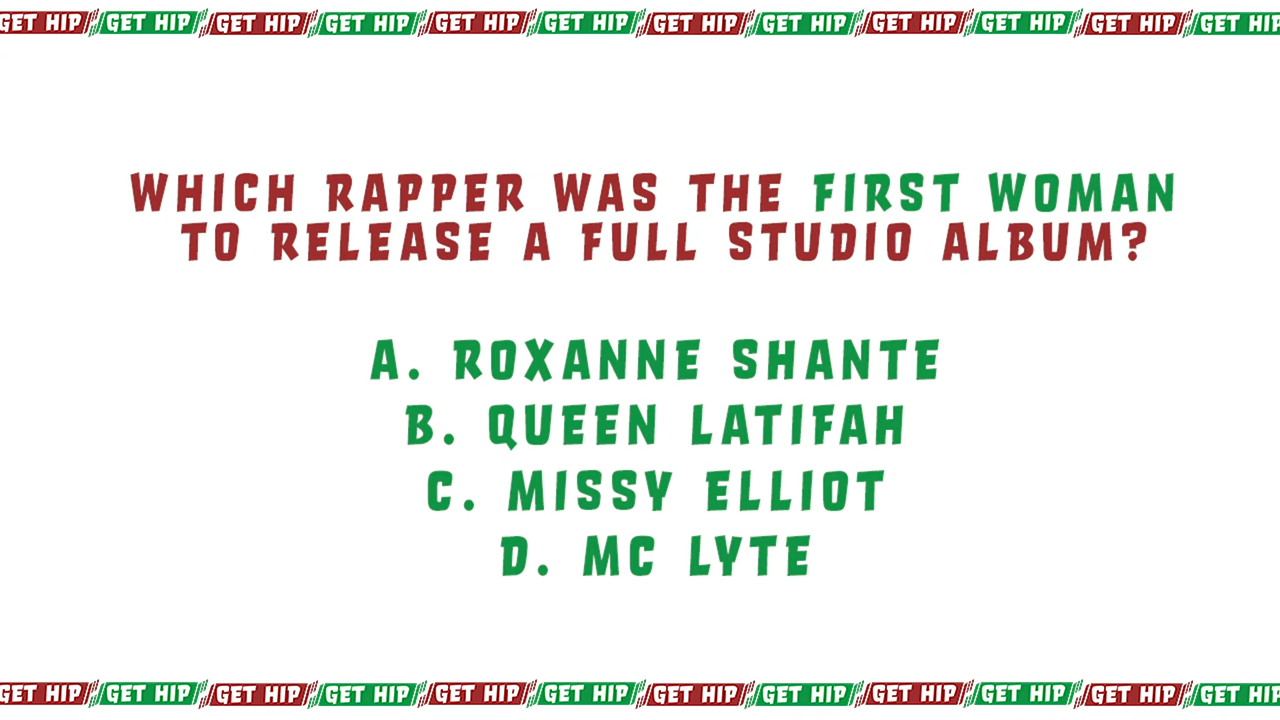 GET HIP GET HIP GET HIP GET HIP GET HIP GET HIP GET HIP GET HIP GET HIP GET HIP GET HIP GET HIP
WHICH RAPPER WAS THE FIRST WOMAN
TO RELEASE A FULL STUDIO ALBUM?
A. ROXANNE SHANTE
B. QUEEN LATIFAH
C. MISSY ELLIOT
D. MC LYTE
GET HIP GET HIP GET HIP GET HIP GET HIP GET HIP GET HIP GET HIP GET HIP GET HIP GET HIP GET HIP